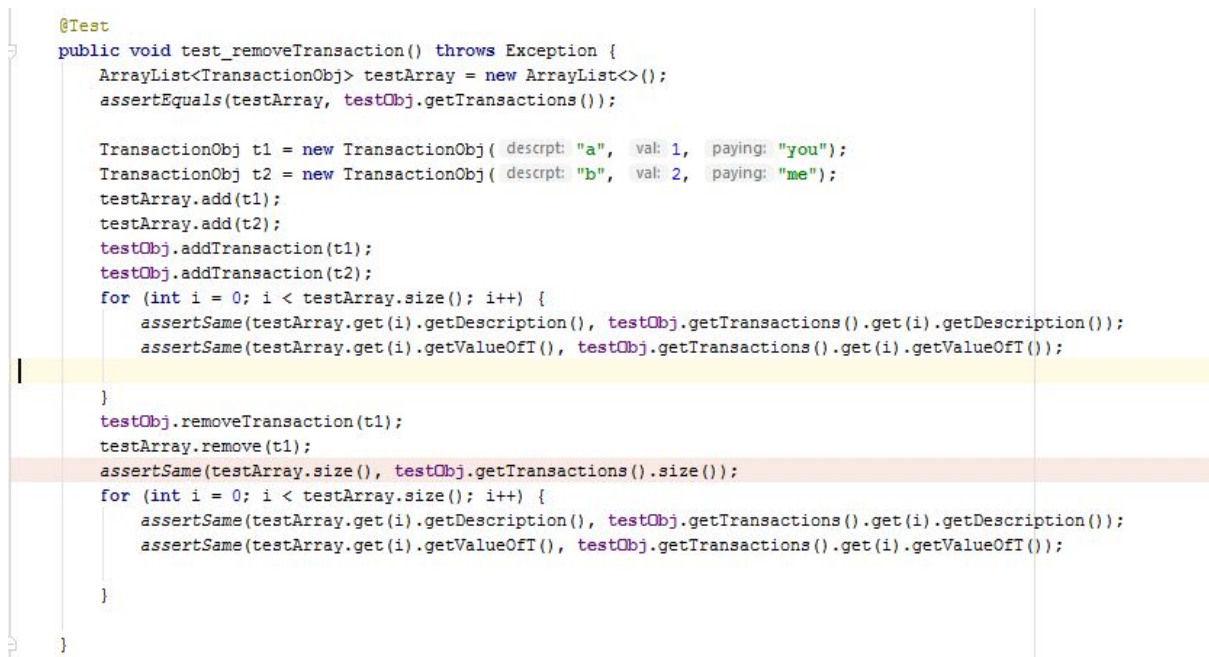 @Test
public void test_removeTransaction() throws Exception {
ArrayList<TransactionObj> testArray = new ArrayList<>();
assertEquals(testArray, testObj.getTransactions());
TransactionObj t1 = new TransactionObj( descrpt: "a", val: 1, paying: "you");
TransactionObj t2 = new TransactionObj( descrpt: "b", val: 2, paying: "me");
testArray.add(t1);
testArray.add(t2);
testObj.addTransaction(t1);
testObj.addTransaction(t2);
for (int i = 0; i < testArray.size(); i++) {
assertSame(testArray.get(i).getDescription(), testObj.getTransactions().get(i).getDescription());
assertSame(testArray.get(i).getValueOfT(), testObj.getTransactions().get(i).getValueOfT());
}
testObj.removeTransaction(t1);
testArray.remove(t1);
assertSame(testArray.size(), testObj.getTransactions().size());
for (int i = 0; i < testArray.size(); i++) {
assertSame(testArray.get(i).getDescription(), testObj.getTransactions().get(i).getDescription());
assertSame(testArray.get(i).getValueOfT(), testObj.getTransactions().get(i).getValueOfT());
}
}